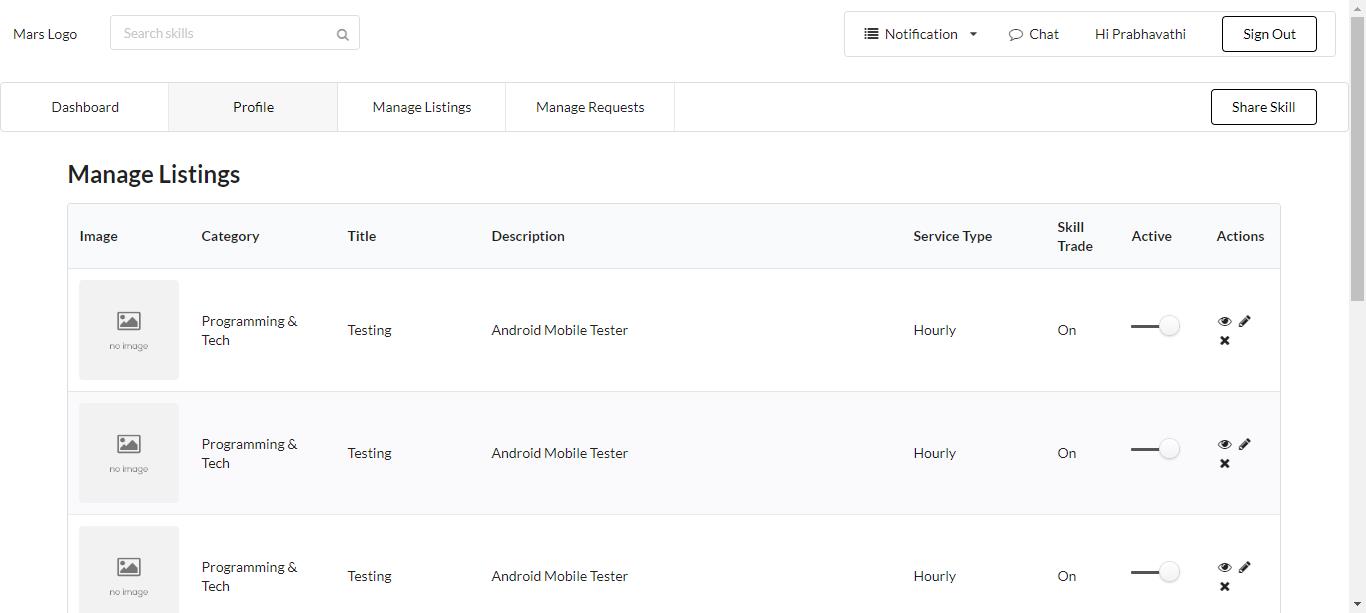 Mars Logo
Search skills
Notification
Chat
Hi Prabhavathi
Sign Out
Dashboard
Profile
Manage Listings
Manage Requests
Share Skill
Manage Listings
Image
Category
Title
Description
Service Type
Skill
Trade
Active
Actions
no image
Programming &
Tech
Testing
Android Mobile Tester
Hourly
On
no image
Programming &
Tech
Testing
Android Mobile Tester
Hourly
On
no image
Programming &
Tech
Testing
Android Mobile Tester
Hourly
On